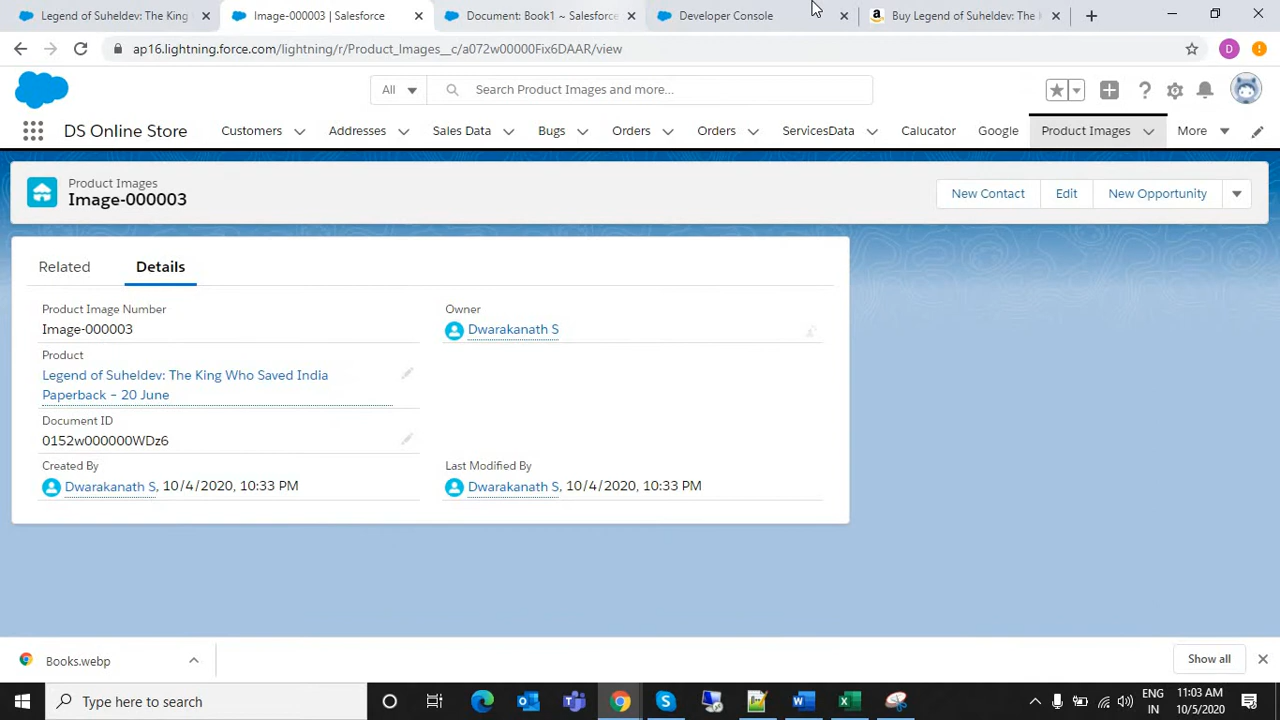 Legend of Suheldev: The King
Image-000003 | Salesforce
Document: Book1 ~ Salesforce
Developer Console
Buy Legend of Suheldev: The
ap16.lightning.force.com/lightning/r/Product_Images__c/a072w00000Fix6DAAR/view
D
All
Search Product Images and more...
DS Online Store
Customers
Addresses
Sales Data
Bugs
Orders
Orders
ServicesData
Calucator
Google
Product Images
More
Product Images
Image-000003
New Contact
Edit
New Opportunity
Related
Details
Product Image Number
Image-000003
Owner
Dwarakanath S
Product
Legend of Suheldev: The King Who Saved India
Paperback – 20 June
Document ID
0152w000000WDz6
Created By
Dwarakanath S, 10/4/2020, 10:33 PM
Last Modified By
Dwarakanath S, 10/4/2020, 10:33 PM
Books.webp
Show all
Type here to search
ENG
IN
11:03 AM
10/5/2020